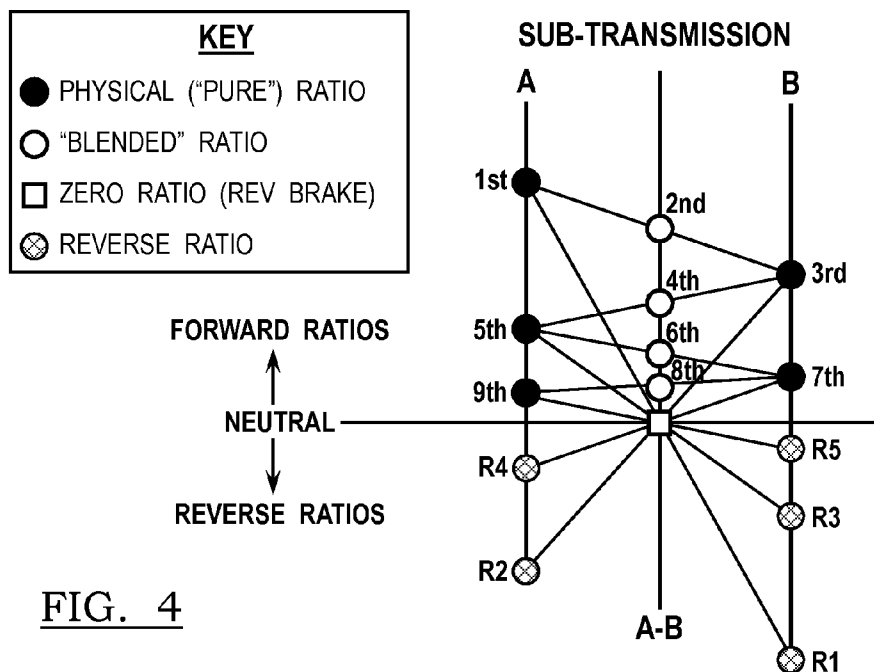 KEY
PHYSICAL ("PURE") RATIO
"BLENDED" RATIO
ZERO RATIO (REV BRAKE)
REVERSE RATIO
SUB-TRANSMISSION
A
B
1st
2nd
3rd
4th
5th
6th
7th
8th
9th
FORWARD RATIOS
NEUTRAL
REVERSE RATIOS
R4
R5
R3
R2
R1
A-B
FIG. 4